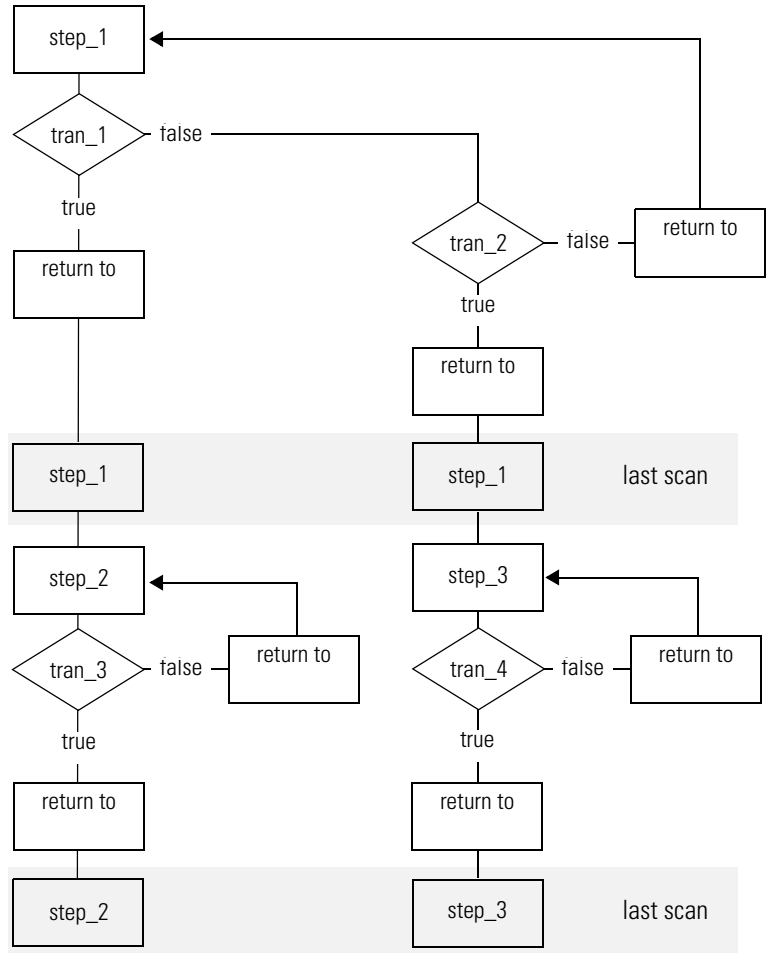 step_1
tran_1
false
true
return to
tran_2
false
return to
true
return to
step_1
step_1
last scan
step_2
step_3
tran_3
false
return to
tran_4
false
return to
true
true
return to
return to
step_2
step_3
last scan